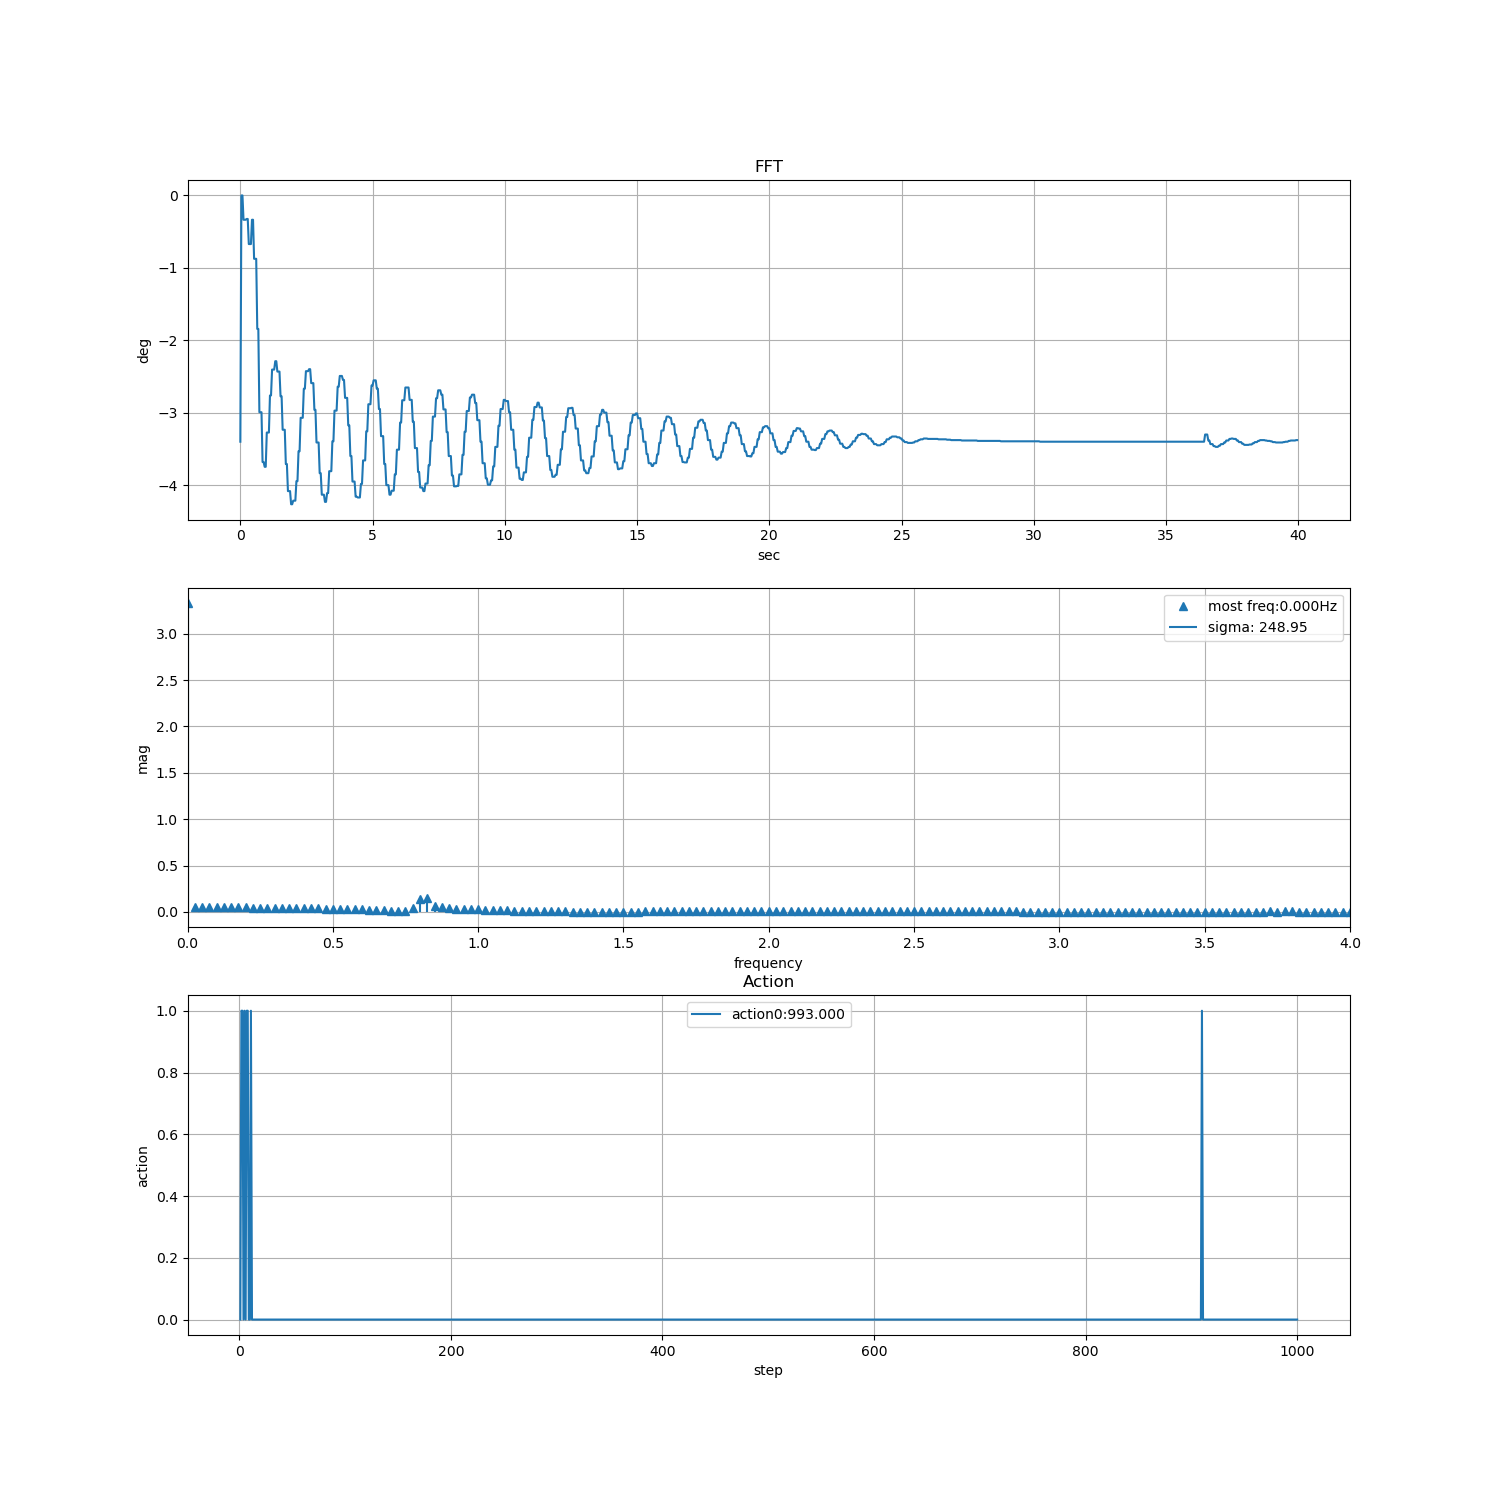 FFT
0
−1
−2
−3
−4
deg
0 5 10 15 20 25 30 35 40
sec
most freq:0.000Hz
sigma: 248.95
3.0
2.5
2.0
1.5
1.0
0.5
0.0
mag
0.0 0.5 1.0 1.5 2.0 2.5 3.0 3.5 4.0
frequency
Action
action0:993.000
1.0
0.8
0.6
0.4
0.2
0.0
action
0 200 400 600 800 1000
step